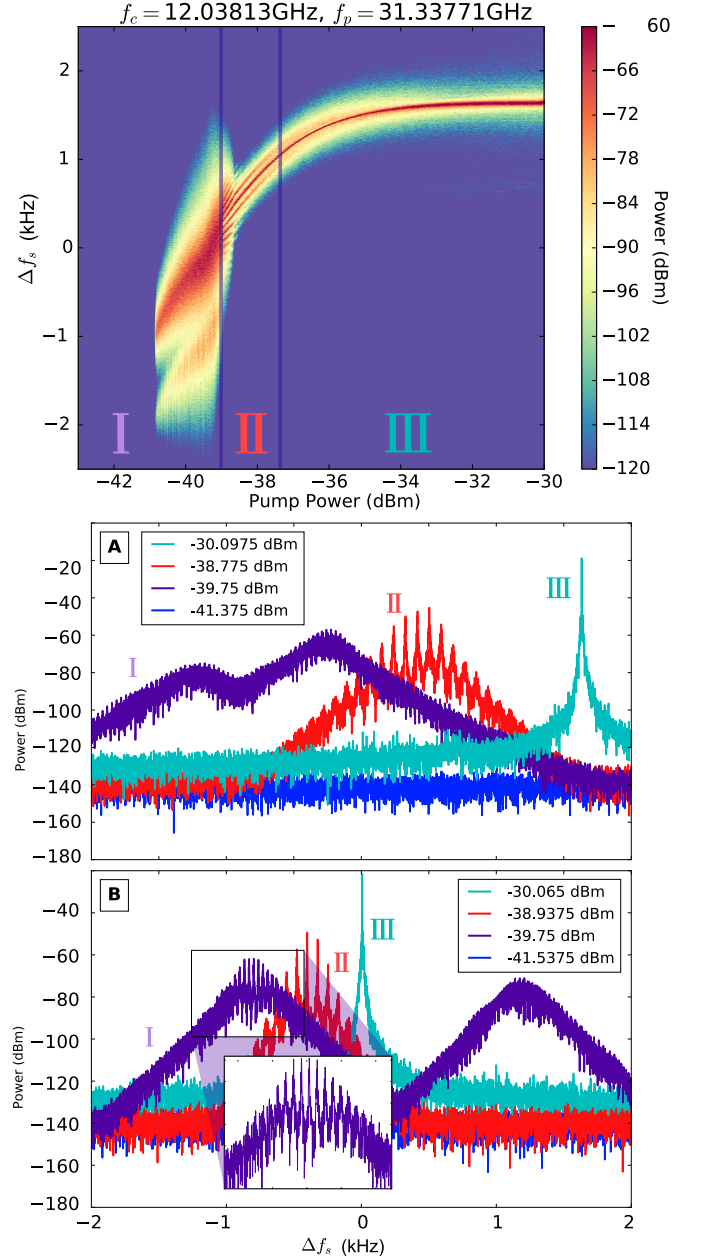 f_c = 12.03813GHz, f_p = 31.33771GHz
2
1
0
−1
−2
Δf_s (kHz)
I
II
III
−42
−40
−38
−36
−34
−32
−30
Pump Power (dBm)
60
−66
−72
−78
−84
−90
−96
−102
−108
−114
−120
Power (dBm)
A
-30.0975 dBm
-38.775 dBm
-39.75 dBm
-41.375 dBm
I
II
III
−20
−40
−60
−80
−100
−120
−140
−160
−180
Power (dBm)
B
-30.065 dBm
-38.9375 dBm
-39.75 dBm
-41.5375 dBm
I
II
III
−40
−60
−80
−100
−120
−140
−160
−180
Power (dBm)
−2
−1
0
1
2
Δf_s (kHz)